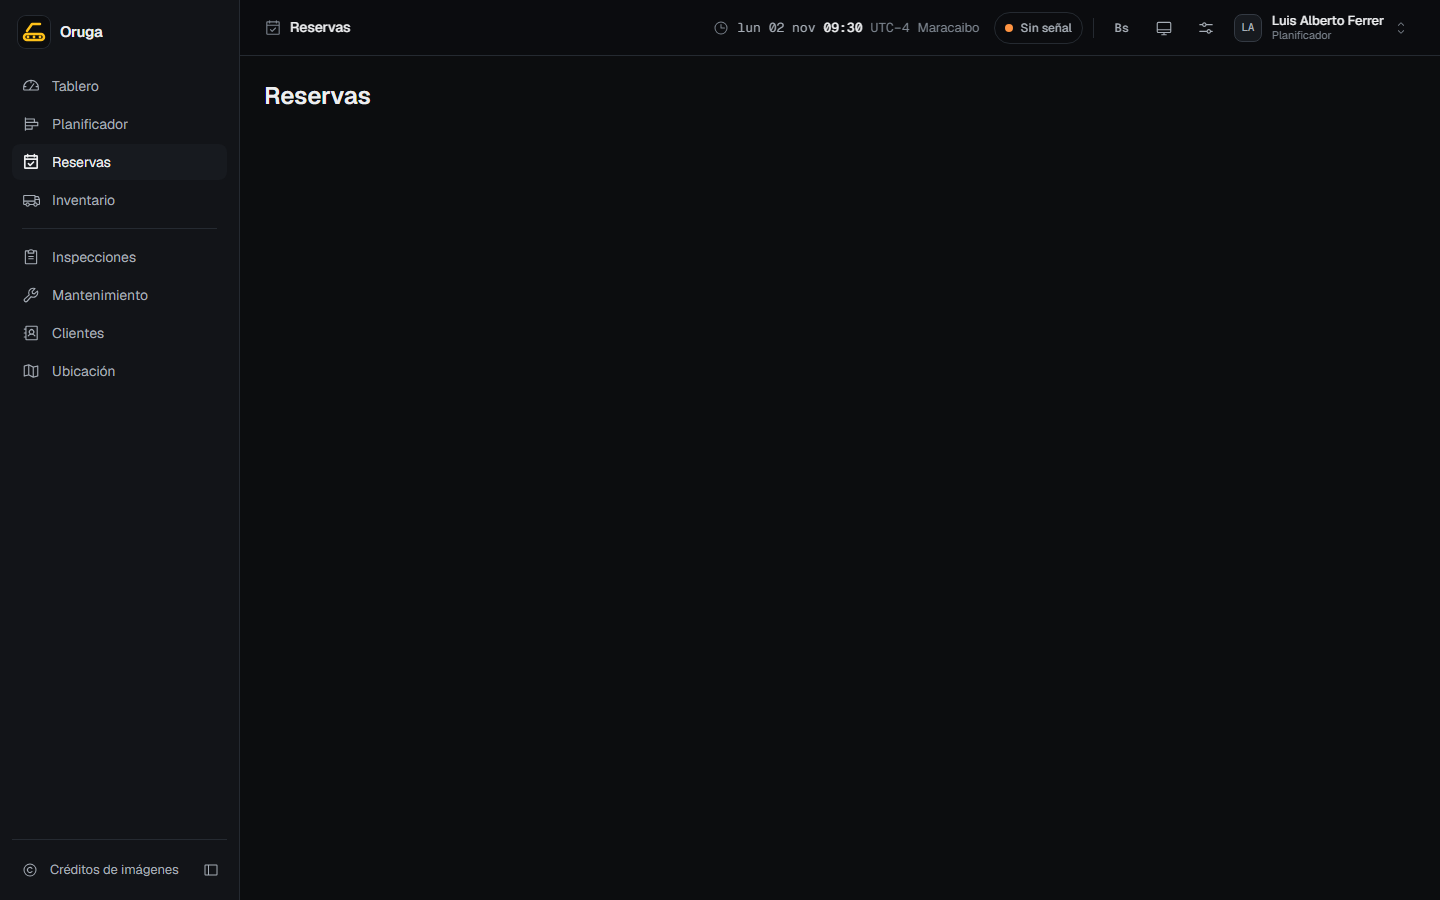 Oruga
Tablero
Planificador
Reservas
Inventario
Inspecciones
Mantenimiento
Clientes
Ubicación
Créditos de imágenes
Reservas
lun 02 nov 09:30 UTC−4 Maracaibo
Sin señal
Bs
LA
Luis Alberto Ferrer
Planificador
Reservas